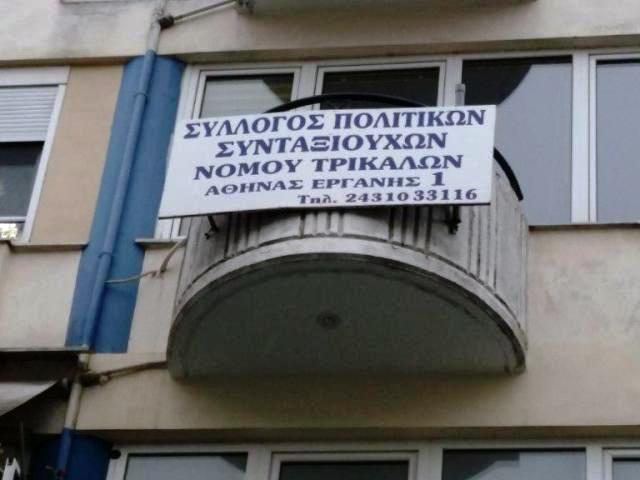 ΣΥΛΛΟΓΟΣ ΠΟΛΙΤΙΚΩΝ
ΣΥΝΤΑΞΙΟΥΧΩΝ
ΝΟΜΟΥ ΤΡΙΚΑΛΩΝ
ΑΘΗΝΑΣ ΕΡΓΑΝΗΣ 1
Τηλ. 24310 33116